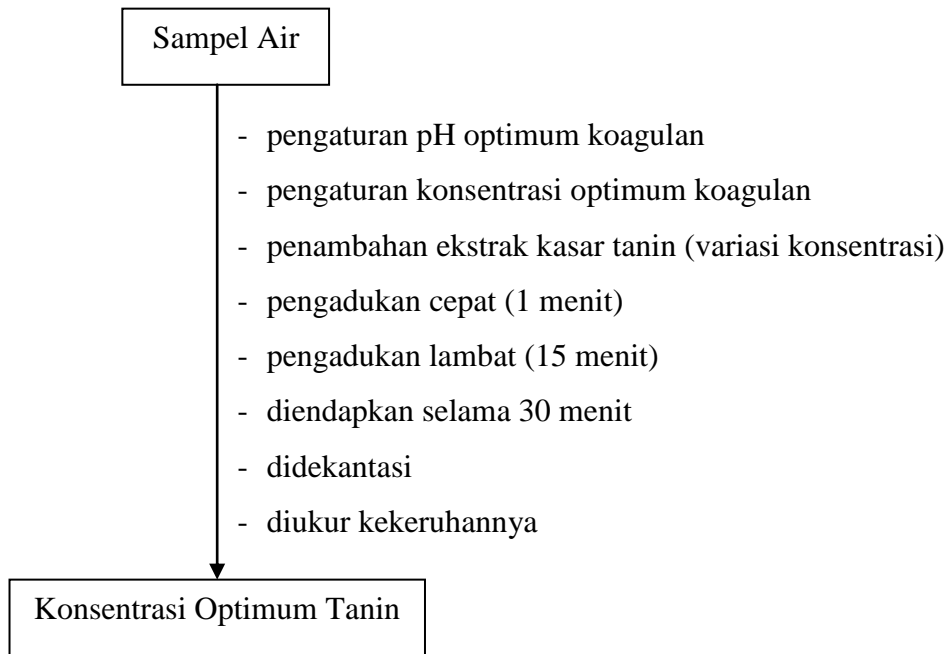 Sampel Air
- pengaturan pH optimum koagulan
- pengaturan konsentrasi optimum koagulan
- penambahan ekstrak kasar tanin (variasi konsentrasi)
- pengadukan cepat (1 menit)
- pengadukan lambat (15 menit)
- diendapkan selama 30 menit
- didekantasi
- diukur kekeruhannya
Konsentrasi Optimum Tanin